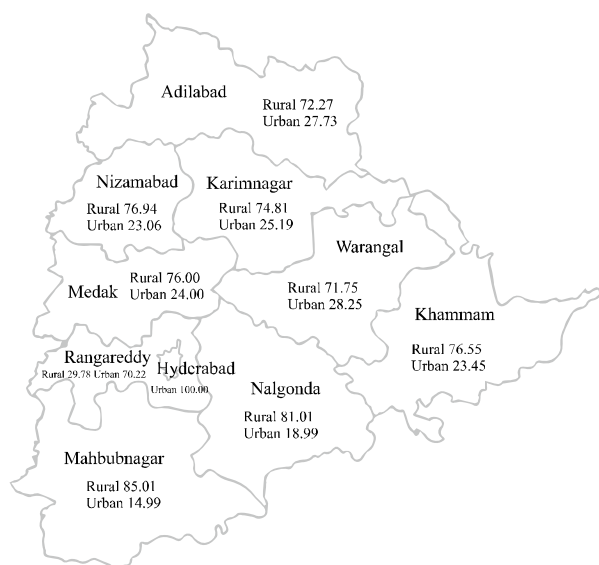 Adilabad
Rural 72.27
Urban 27.73
Nizamabad
Rural 76.94
Urban 23.06
Karimnagar
Rural 74.81
Urban 25.19
Warangal
Rural 71.75
Urban 28.25
Medak
Rural 76.00
Urban 24.00
Khammam
Rural 76.55
Urban 23.45
Rangareddy
Rural 29.78 Urban 70.22
Hyderabad
Urban 100.00
Nalgonda
Rural 81.01
Urban 18.99
Mahbubnagar
Rural 85.01
Urban 14.99